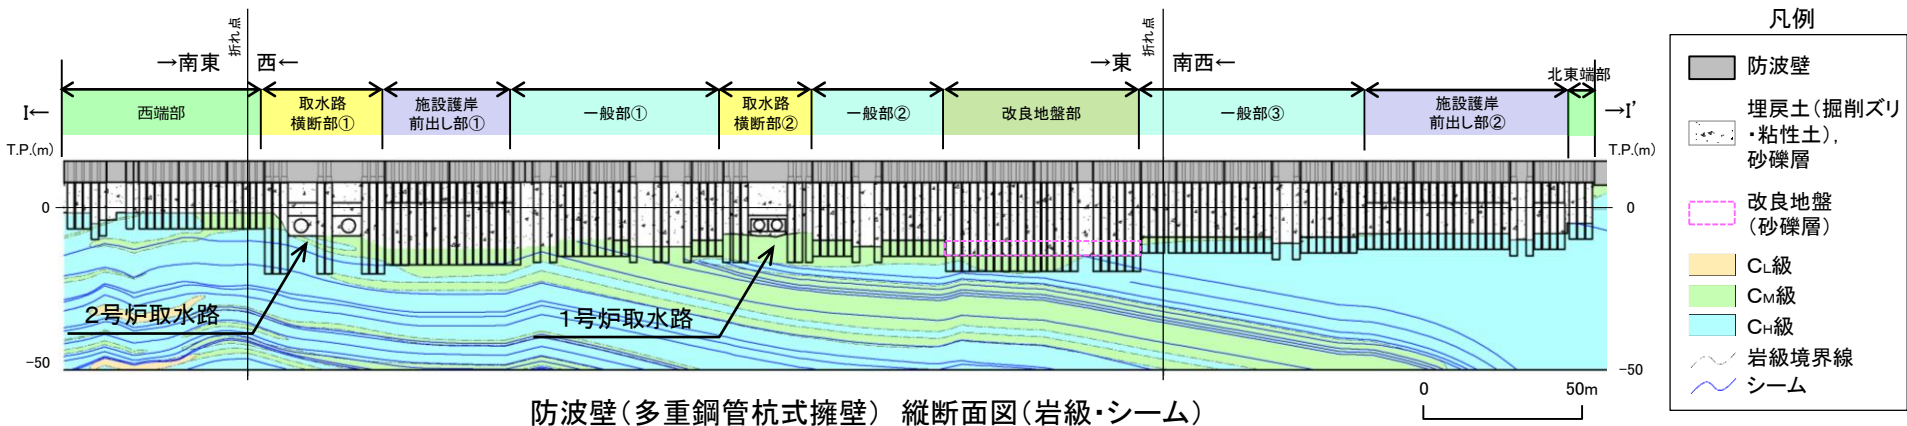 折れ点
→南東
西←
→東
折れ点
南西←
北東端部
I←
西端部
取水路
横断部①
施設護岸
前出し部①
一般部①
取水路
横断部②
一般部②
改良地盤部
一般部③
施設護岸
前出し部②
→I'
T.P.(m)
T.P.(m)
0
0
2号炉取水路
1号炉取水路
-50
-50
0
50m
防波壁(多重鋼管杭式擁壁) 縦断面図(岩級・シーム)
凡例
防波壁
埋戻土(掘削ズリ
・粘性土),
砂礫層
改良地盤
(砂礫層)
CL級
CM級
CH級
岩級境界線
シーム